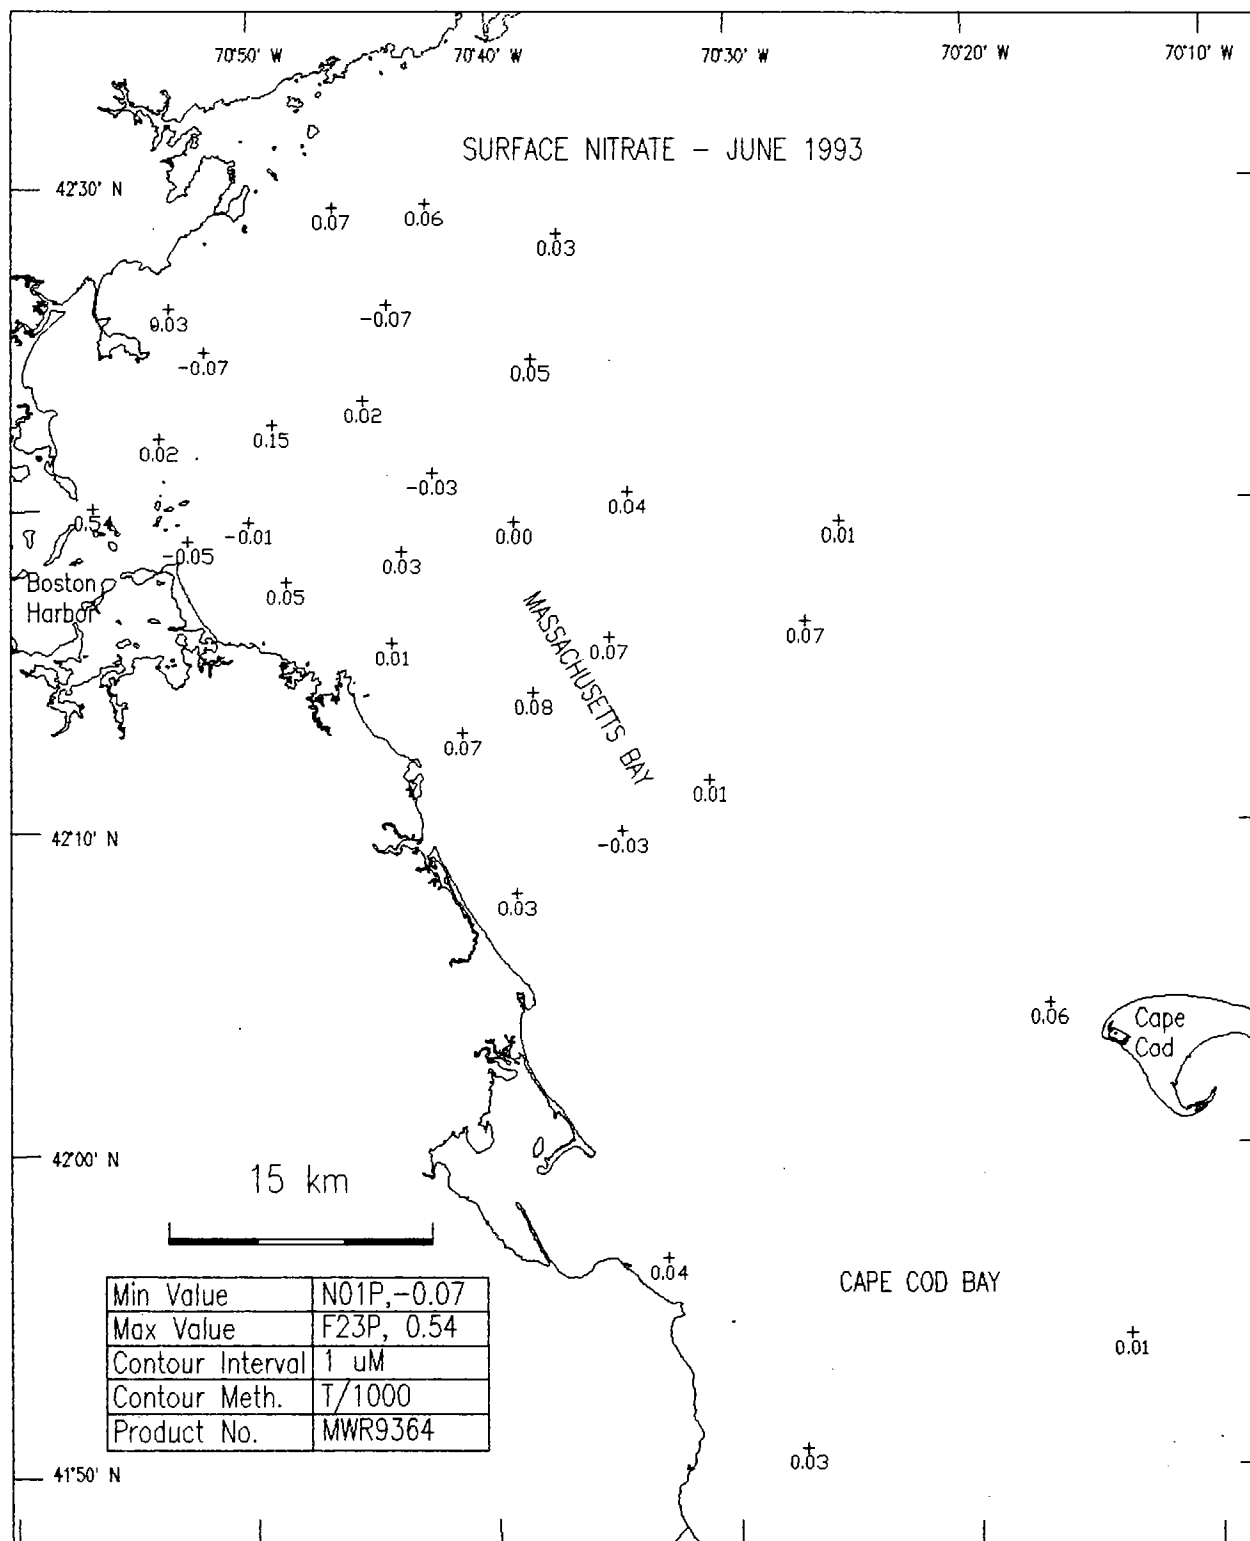 70°50' W
70°40' W
70°30' W
70°20' W
70°10' W
SURFACE NITRATE - JUNE 1993
42°30' N
0.07
0.06
0.03
0.03
-0.07
-0.07
0.05
0.02
0.15
0.02
-0.03
0.04
0.54
-0.01
0.00
0.01
-0.05
0.03
Boston
Harbor
0.05
MASSACHUSETTS BAY
0.07
0.07
0.01
0.08
0.07
0.01
42°10' N
-0.03
0.03
0.06
Cape
Cod
42°00' N
15 km
0.04
CAPE COD BAY
Min Value N01P,-0.07
Max Value F23P, 0.54
Contour Interval 1 uM
Contour Meth. T/1000
Product No. MWR9364
0.01
0.03
41°50' N